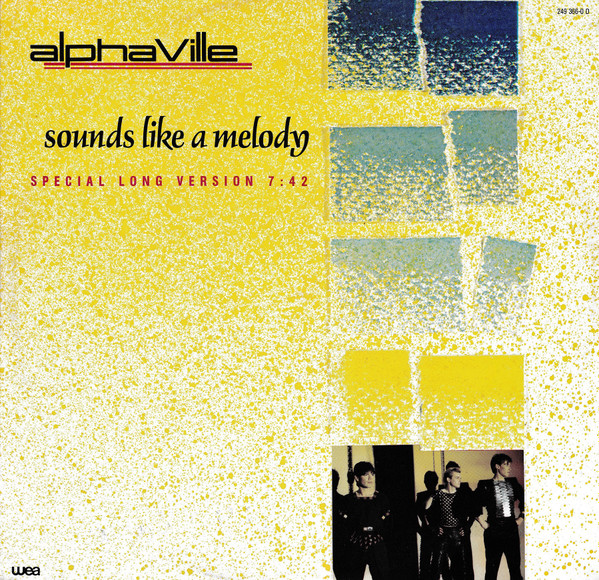 249 366-0 O
alphaville
sounds like a melody
SPECIAL LONG VERSION 7:42
wea